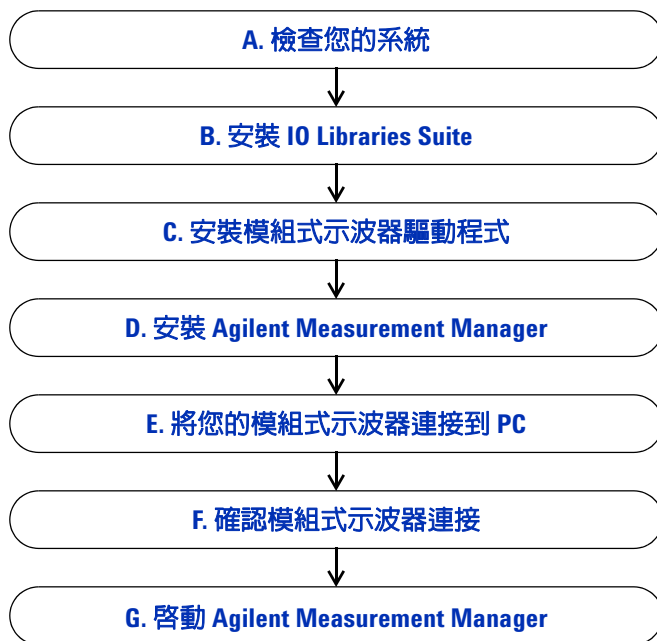 A. 檢查您的系統
B. 安裝 IO Libraries Suite
C. 安裝模組式示波器驅動程式
D. 安裝 Agilent Measurement Manager
E. 將您的模組式示波器連接到 PC
F. 確認模組式示波器連接
G. 啓動 Agilent Measurement Manager